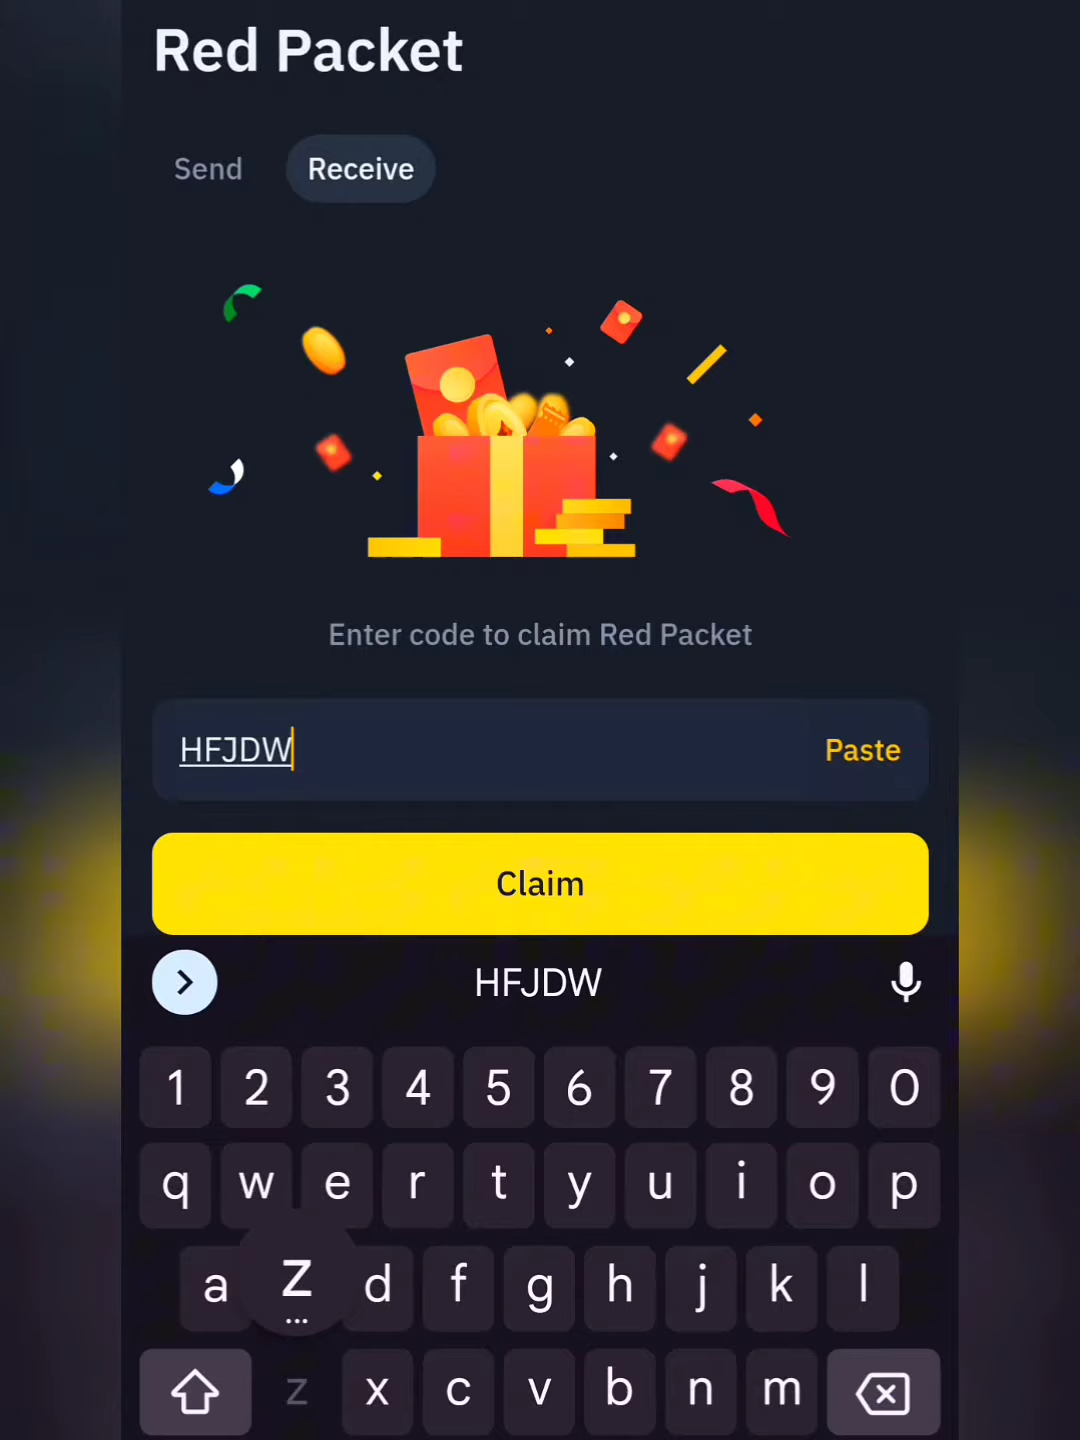 Red Packet
Send Receive
Enter code to claim Red Packet
HFJDW Paste
Claim
HFJDW
1 2 3 4 5 6 7 8 9 0
q w e r t y u i o p
a z d f g h j k l
z x c v b n m